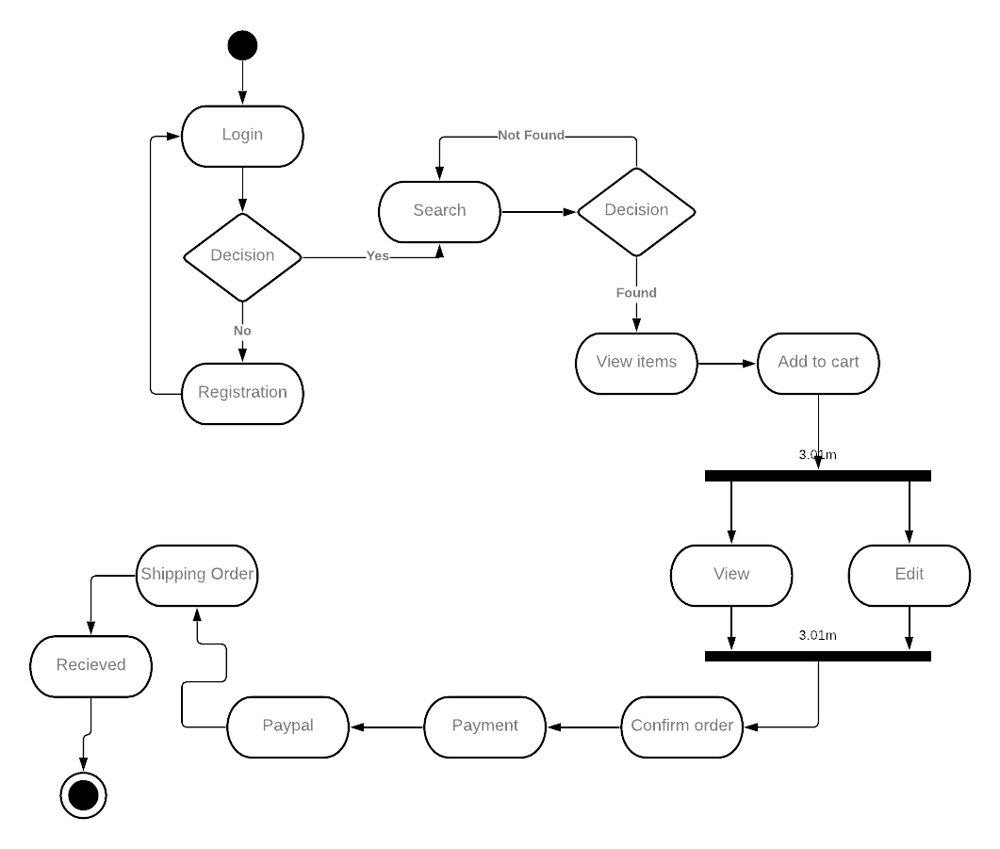 Login
Not Found
Search
Decision
Decision
Yes
Found
No
View items
Add to cart
Registration
3.01m
View
Edit
Shipping Order
3.01m
Recieved
Paypal
Payment
Confirm order